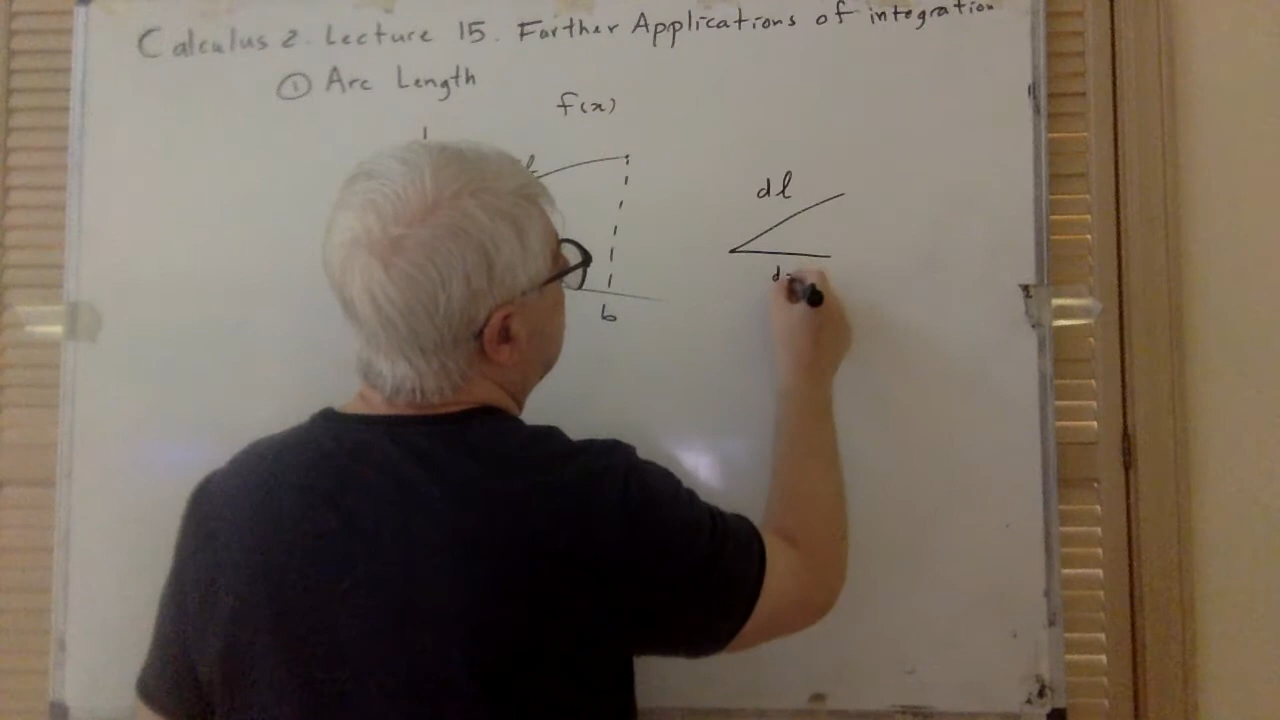 Calculus 2. Lecture 15. Further Applications of integration
① Arc Length
f(x)
dl
b